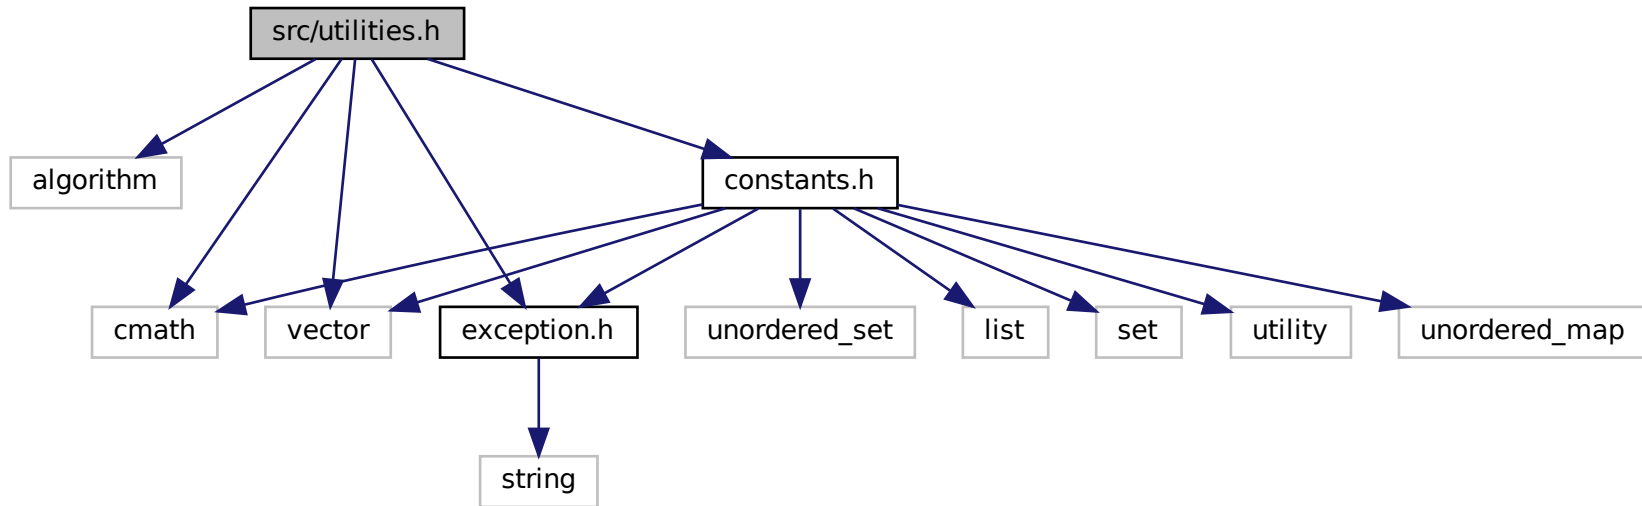 src/utilities.h
algorithm
constants.h
cmath
vector
exception.h
unordered_set
list
set
utility
unordered_map
string